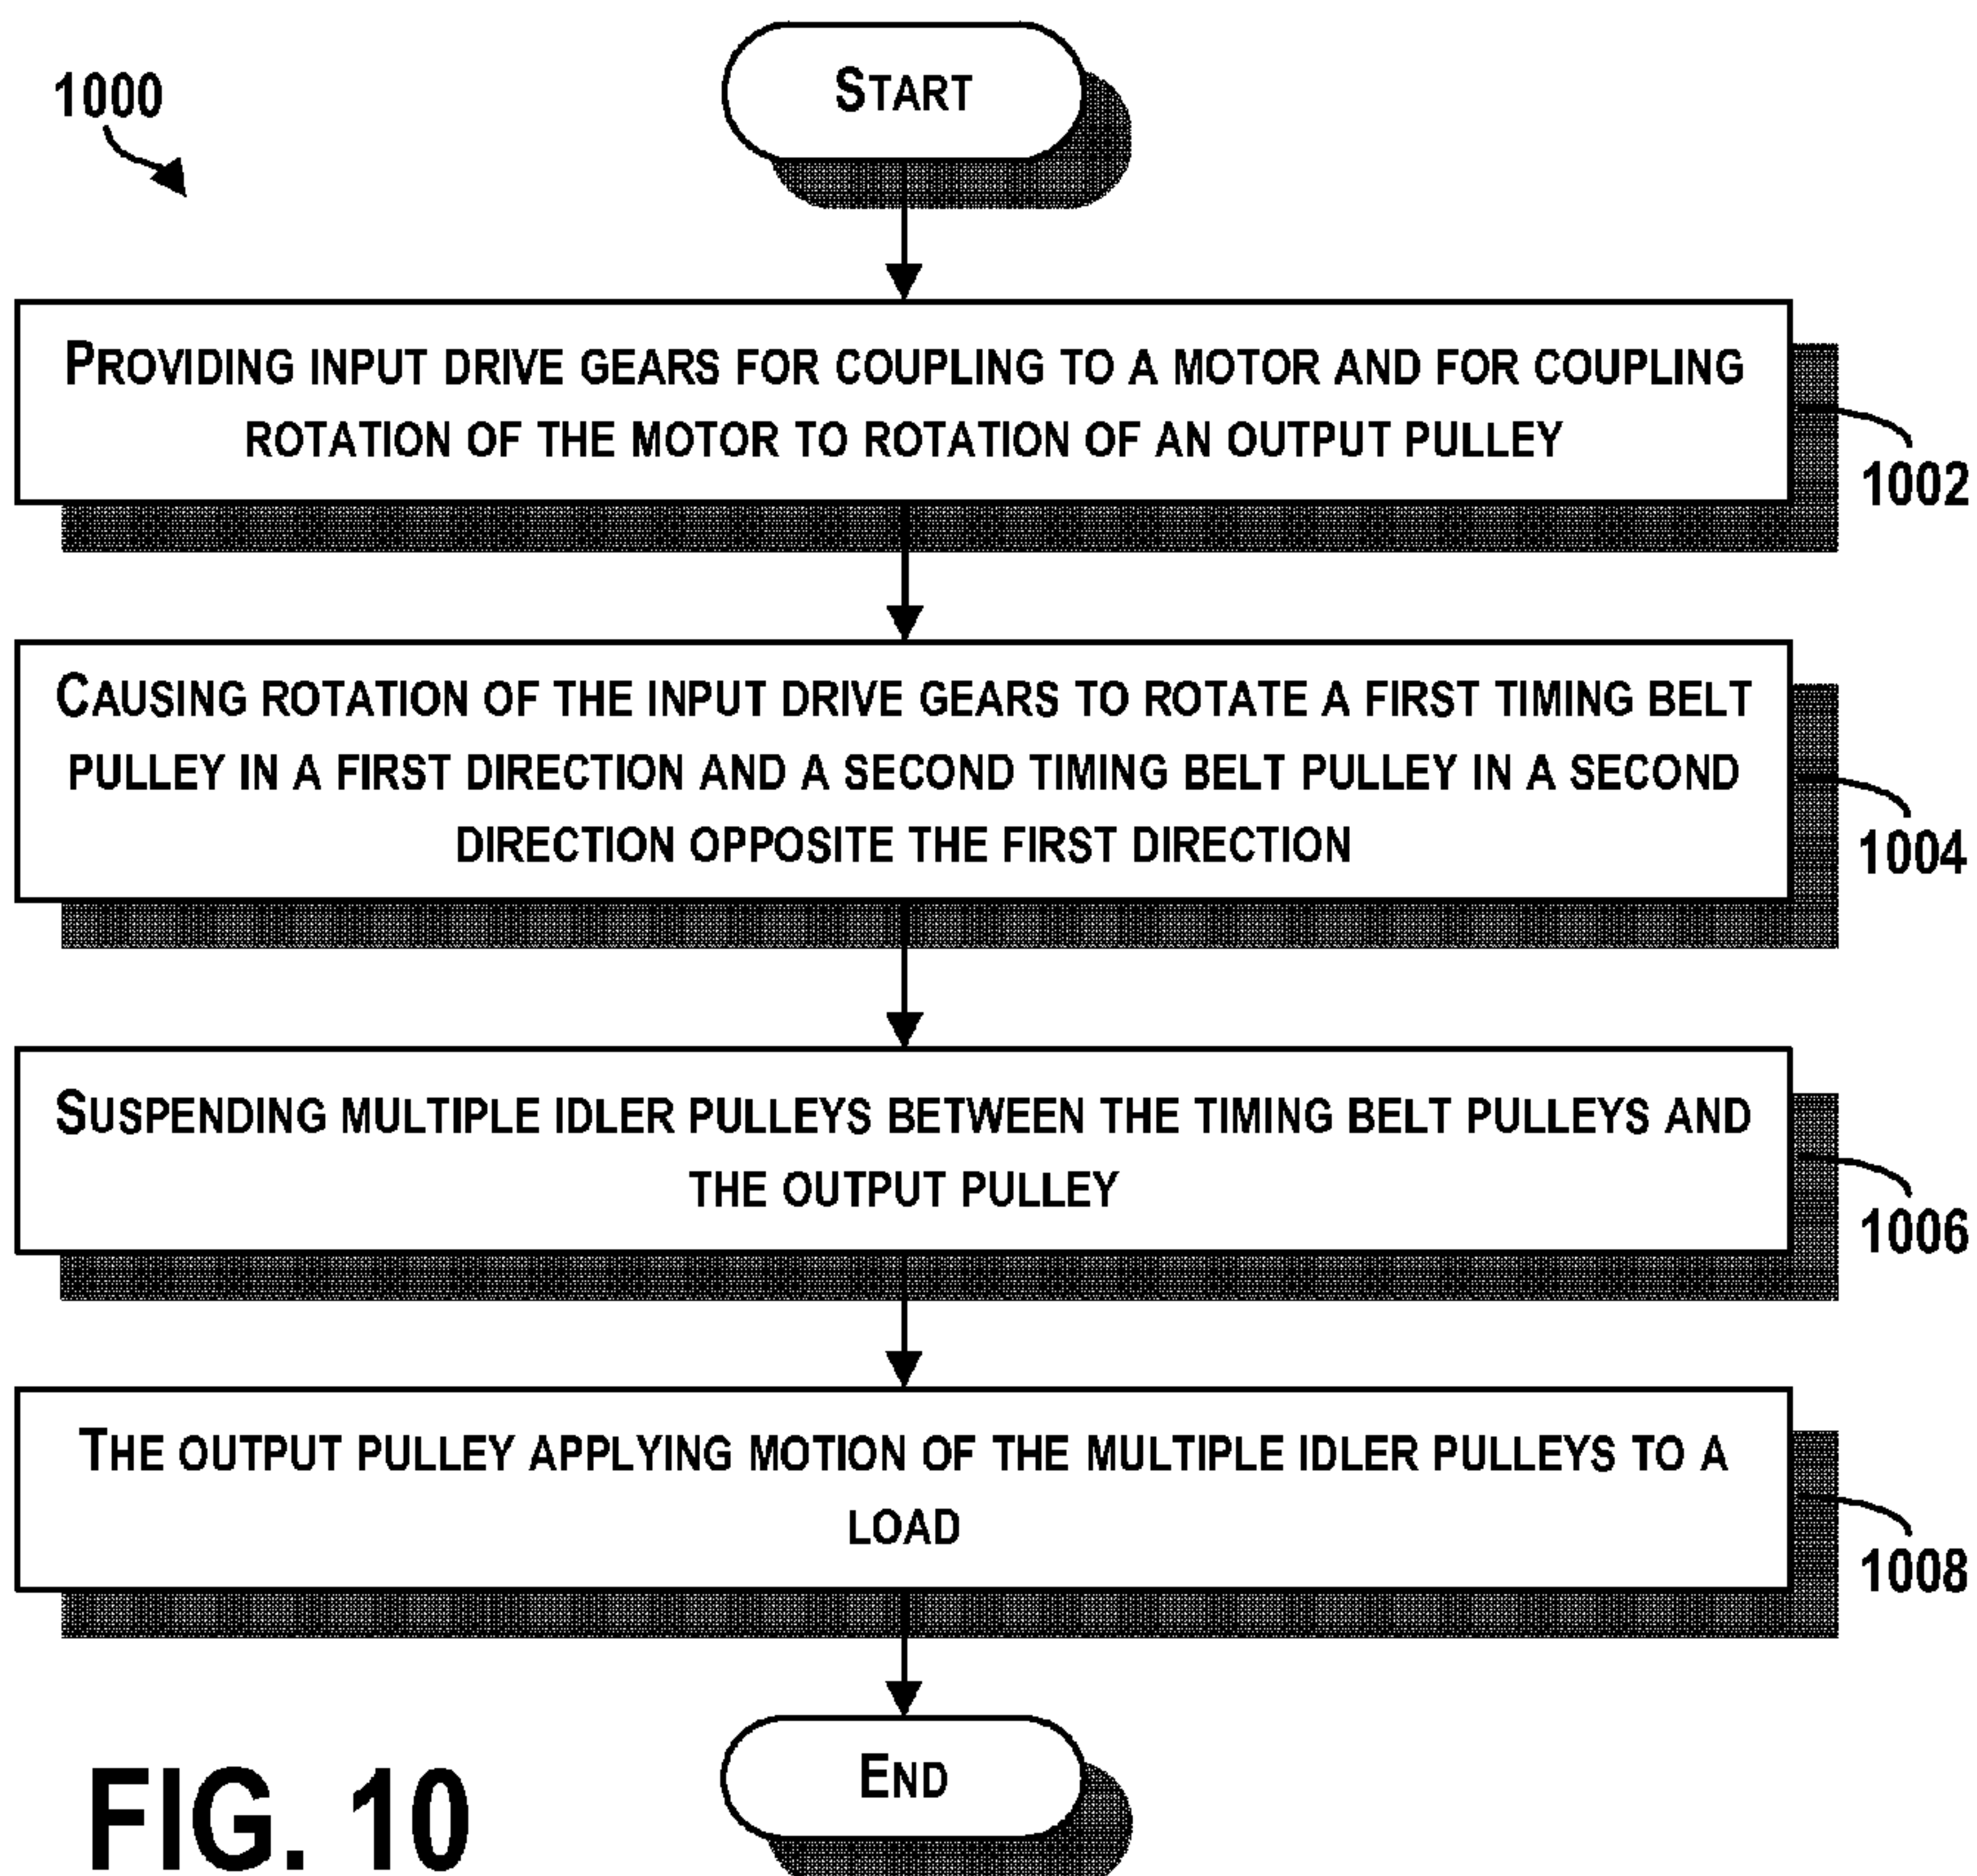 1000
START
PROVIDING INPUT DRIVE GEARS FOR COUPLING TO A MOTOR AND FOR COUPLING
ROTATION OF THE MOTOR TO ROTATION OF AN OUTPUT PULLEY
1002
CAUSING ROTATION OF THE INPUT DRIVE GEARS TO ROTATE A FIRST TIMING BELT
PULLEY IN A FIRST DIRECTION AND A SECOND TIMING BELT PULLEY IN A SECOND
DIRECTION OPPOSITE THE FIRST DIRECTION
1004
SUSPENDING MULTIPLE IDLER PULLEYS BETWEEN THE TIMING BELT PULLEYS AND
THE OUTPUT PULLEY
1006
THE OUTPUT PULLEY APPLYING MOTION OF THE MULTIPLE IDLER PULLEYS TO A
LOAD
1008
END
FIG. 10